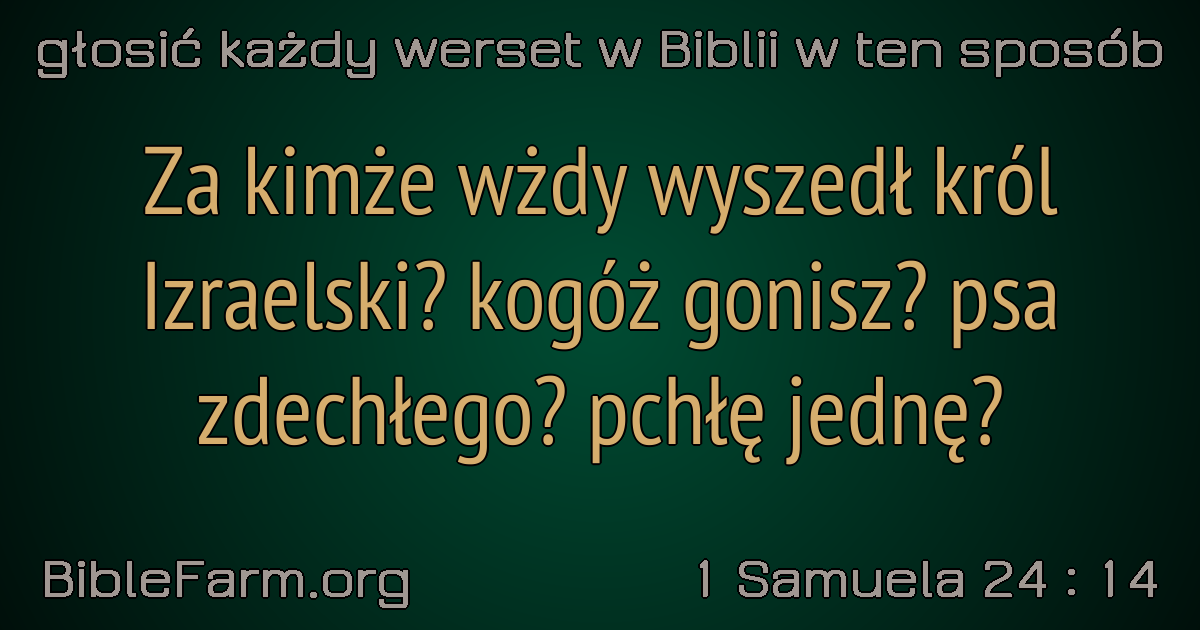 głosić każdy werset w Biblii w ten sposób
Za kimże wżdy wyszedł król
Izraelski? kogóż gonisz? psa
zdechłego? pchłę jednę?
BibleFarm.org
1 Samuela 24 : 14